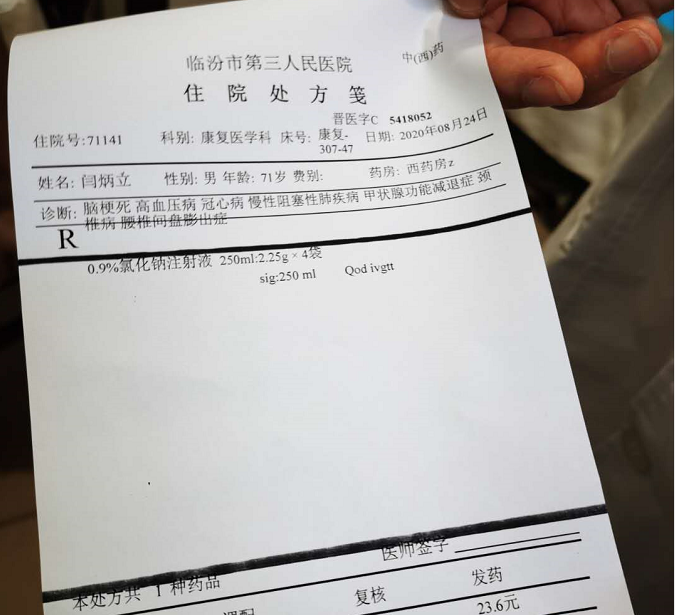 临汾市第三人民医院
中(西)药
住院处方笺
晋医字C 5418052
住院号:71141 科别: 康复医学科 床号: 康复-307-47 日期: 2020年08月24日
姓名: 闫炳立 性别: 男 年龄: 71岁 费别: 药房: 西药房z
诊断: 脑梗死 高血压病 冠心病 慢性阻塞性肺疾病 甲状腺功能减退症 颈
椎病 腰椎间盘膨出症
R
0.9%氯化钠注射液 250ml:2.25g × 4袋
sig:250 ml Qod ivgtt
医师签字
本处方共 1 种药品
调配 复核 发药
23.6元